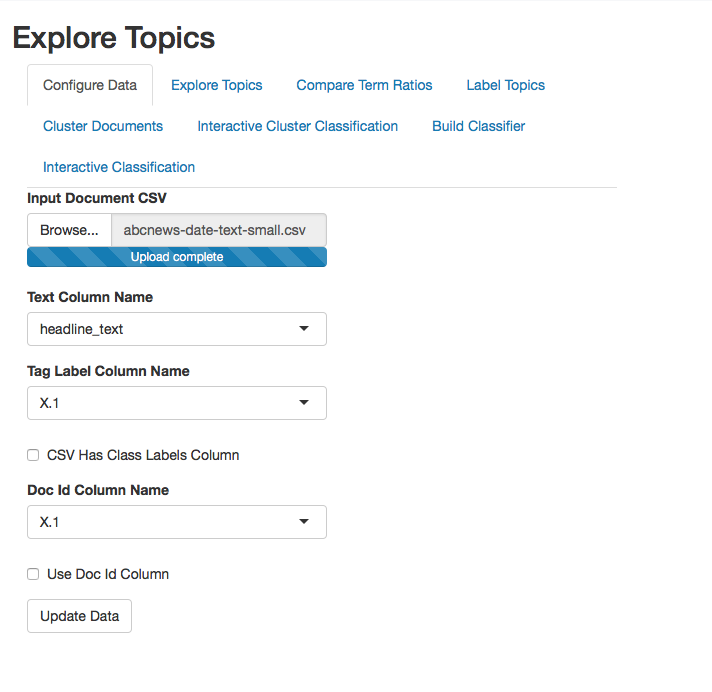 Explore Topics
Configure Data Explore Topics Compare Term Ratios Label Topics
Cluster Documents Interactive Cluster Classification Build Classifier
Interactive Classification
Input Document CSV
Browse... abcnews-date-text-small.csv
Upload complete
Text Column Name
headline_text
Tag Label Column Name
X.1
CSV Has Class Labels Column
Doc Id Column Name
X.1
Use Doc Id Column
Update Data